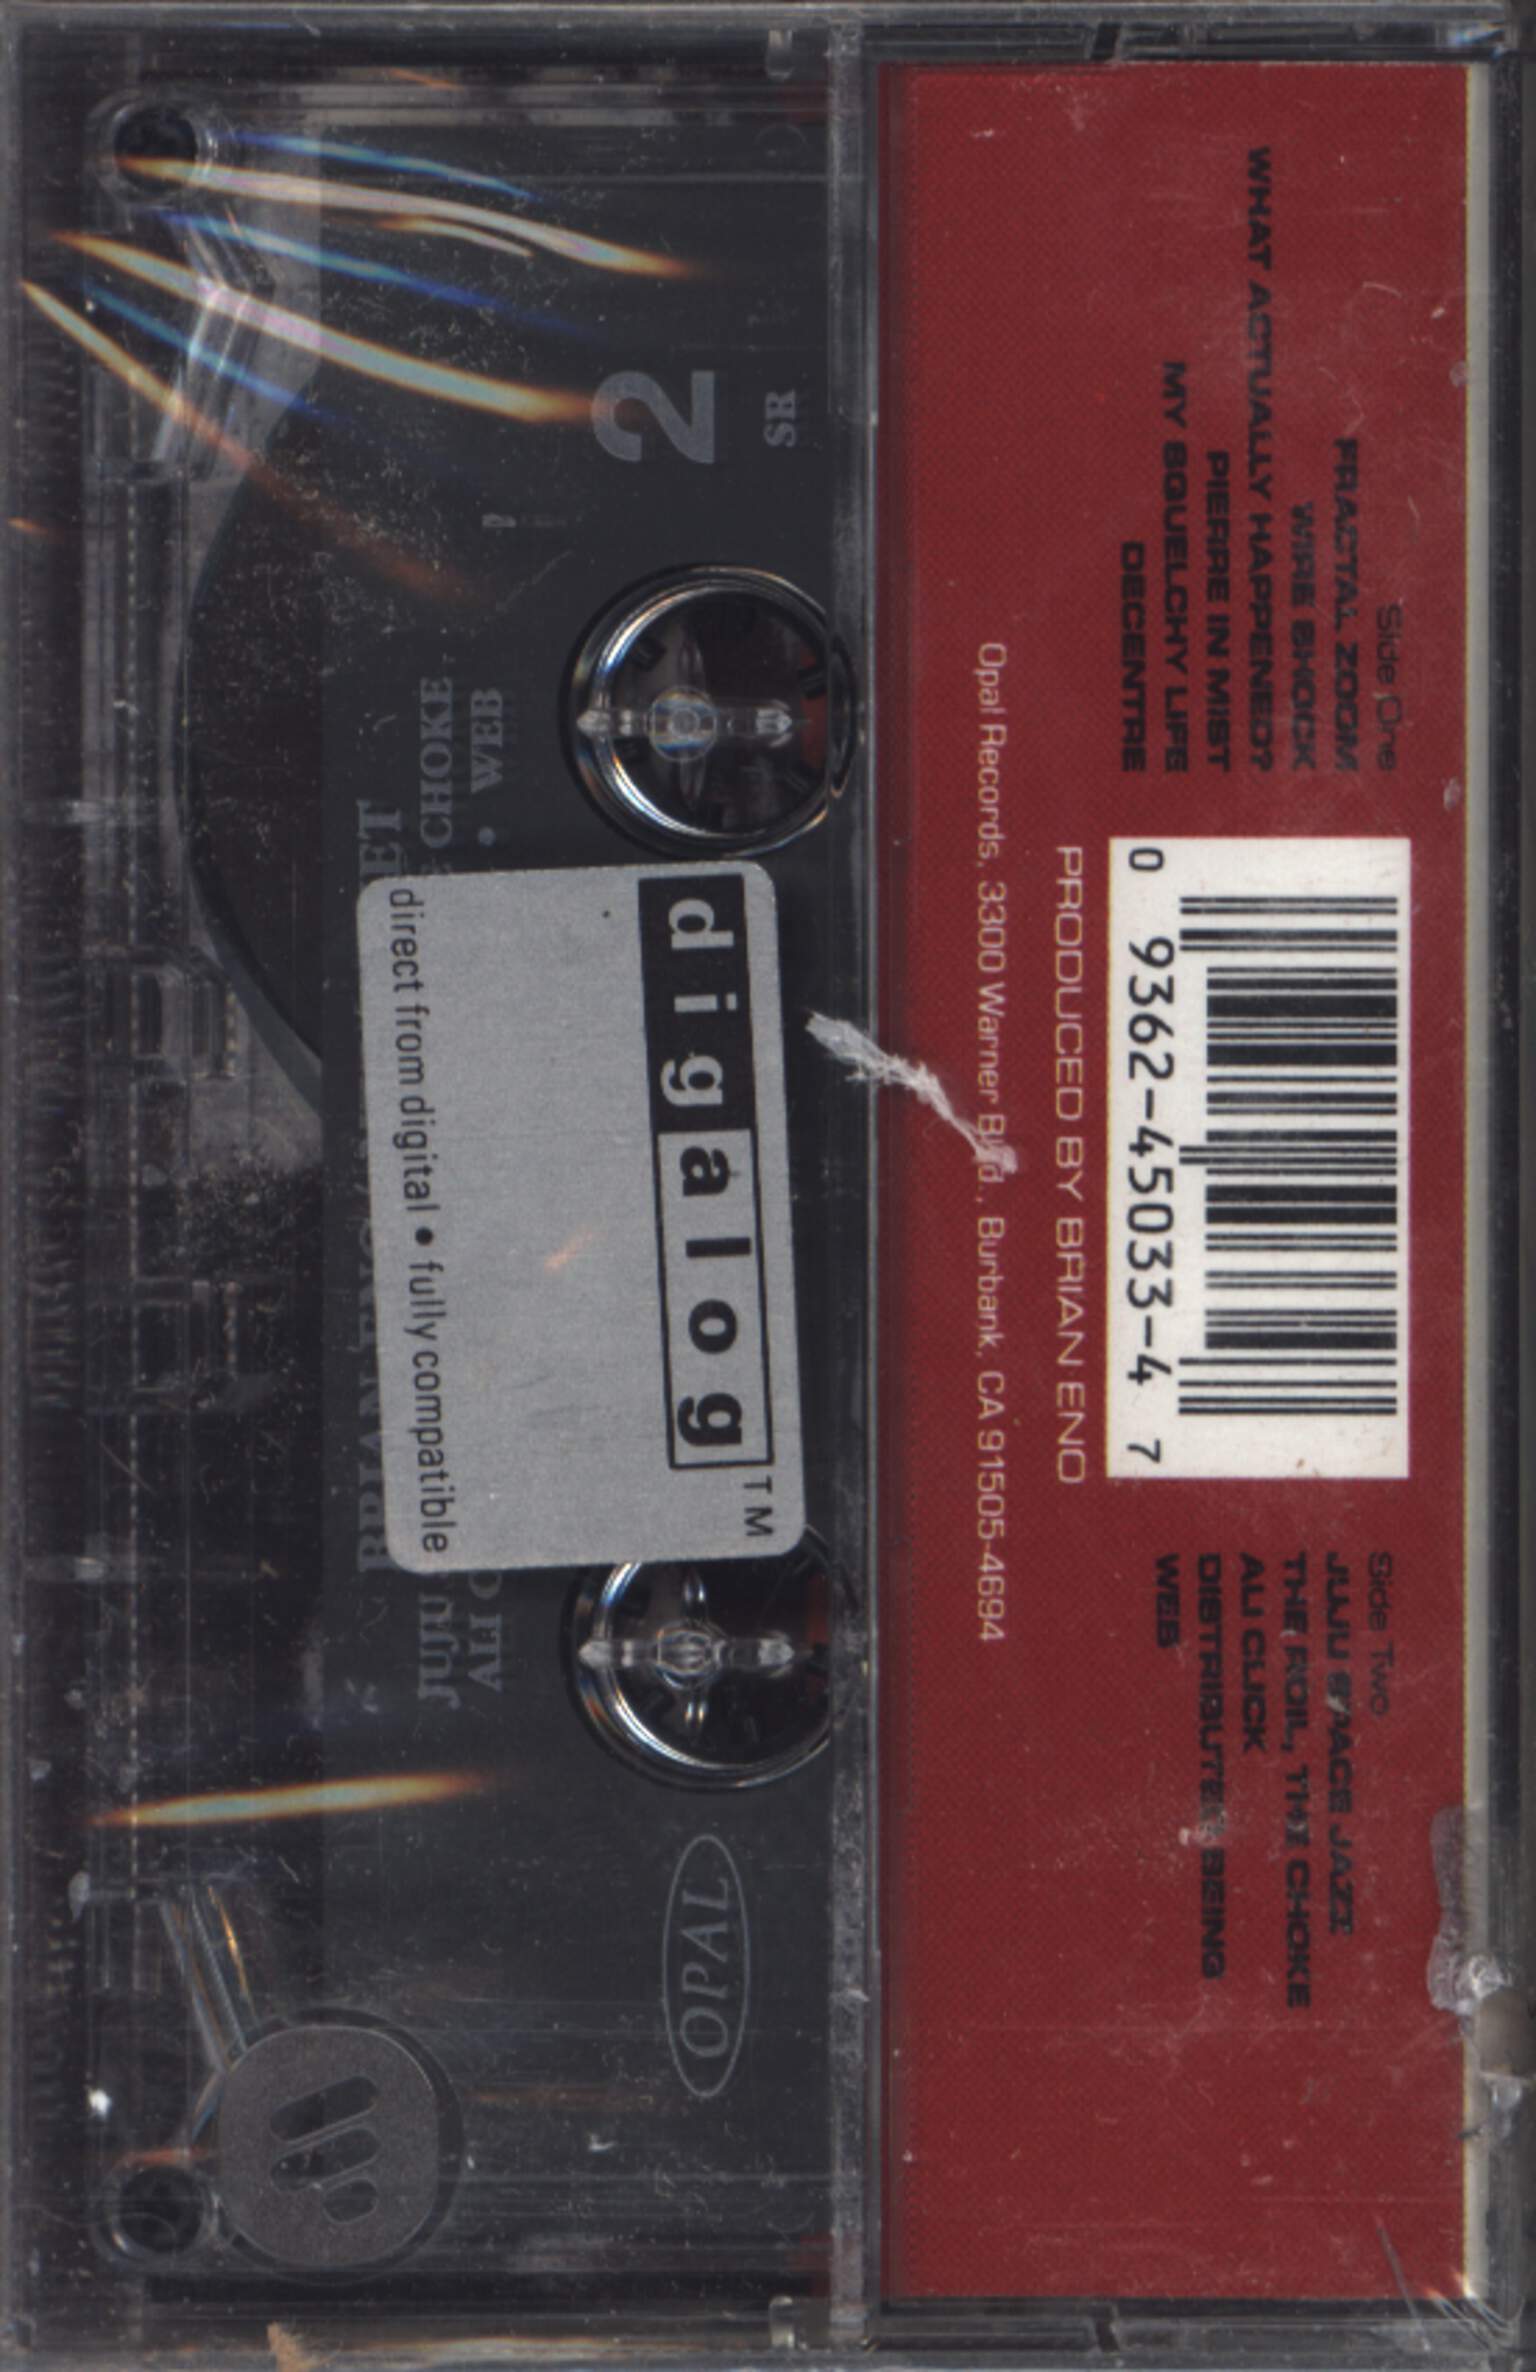 Side One
FRACTAL ZOOM
WIRE SHOCK
WHAT ACTUALLY HAPPENED?
PIERRE IN MIST
MY SQUELCHY LIFE
DECENTRE
0 9362-45033-4 7
Side Two
JUJU SPACE JAZZ
THE ROIL, THE CHOKE
ALI CLICK
DISTRIBUTED BEING
WEB
PRODUCED BY BRIAN ENO
Opal Records, 3300 Warner Blvd., Burbank, CA 91505-4694
2
SR
OPAL
digalog TM
direct from digital • fully compatible
• WEB
CHOKE
JUJU
BRIAN